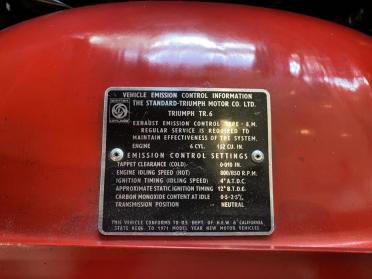 VEHICLE EMISSION CONTROL INFORMATION
THE STANDARD-TRIUMPH MOTOR CO. LTD.
TRIUMPH TR.6
EXHAUST EMISSION CONTROL TYPE - B.M.
REGULAR SERVICE IS REQUIRED TO
MAINTAIN EFFECTIVENESS OF THE SYSTEM.
ENGINE 6 CYL. 152 CU. IN.
EMISSION CONTROL SETTINGS
TAPPET CLEARANCE (COLD)- 0·010 IN.
ENGINE IDLING SPEED (HOT) 800/850 R.P.M.
IGNITION TIMING (IDLING SPEED) 4° A.T.D.C.
APPROXIMATE STATIC IGNITION TIMING 12° B.T.D.C.
CARBON MONOXIDE CONTENT AT IDLE 0·5-2·5%
TRANSMISSION POSITION NEUTRAL
THIS VEHICLE CONFORMS TO U.S. DEPT. OF H.E.W. & CALIFORNIA
STATE REGS. TO 1971 MODEL YEAR NEW MOTOR VEHICLES